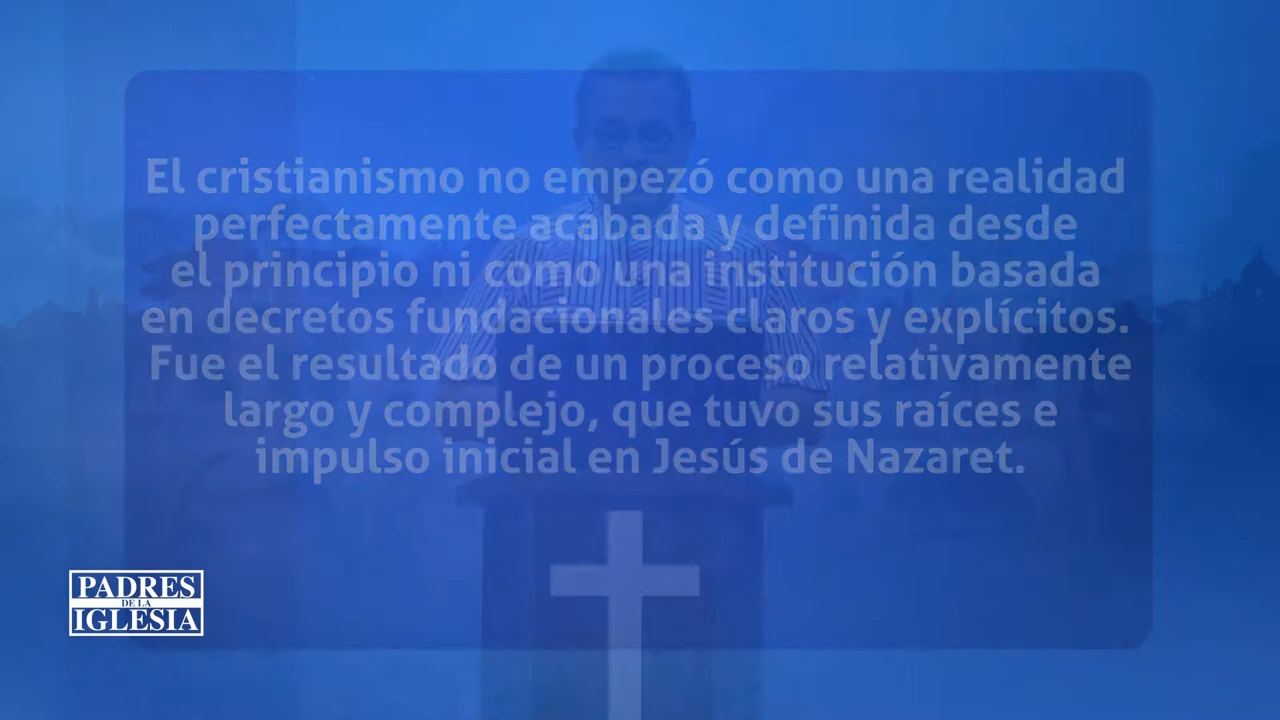 El cristianismo no empezó como una realidad
perfectamente acabada y definida desde
el principio ni como una institución basada
en decretos fundacionales claros y explícitos.
Fue el resultado de un proceso relativamente
largo y complejo, que tuvo sus raíces e
impulso inicial en Jesús de Nazaret.
PADRES
DE LA
IGLESIA